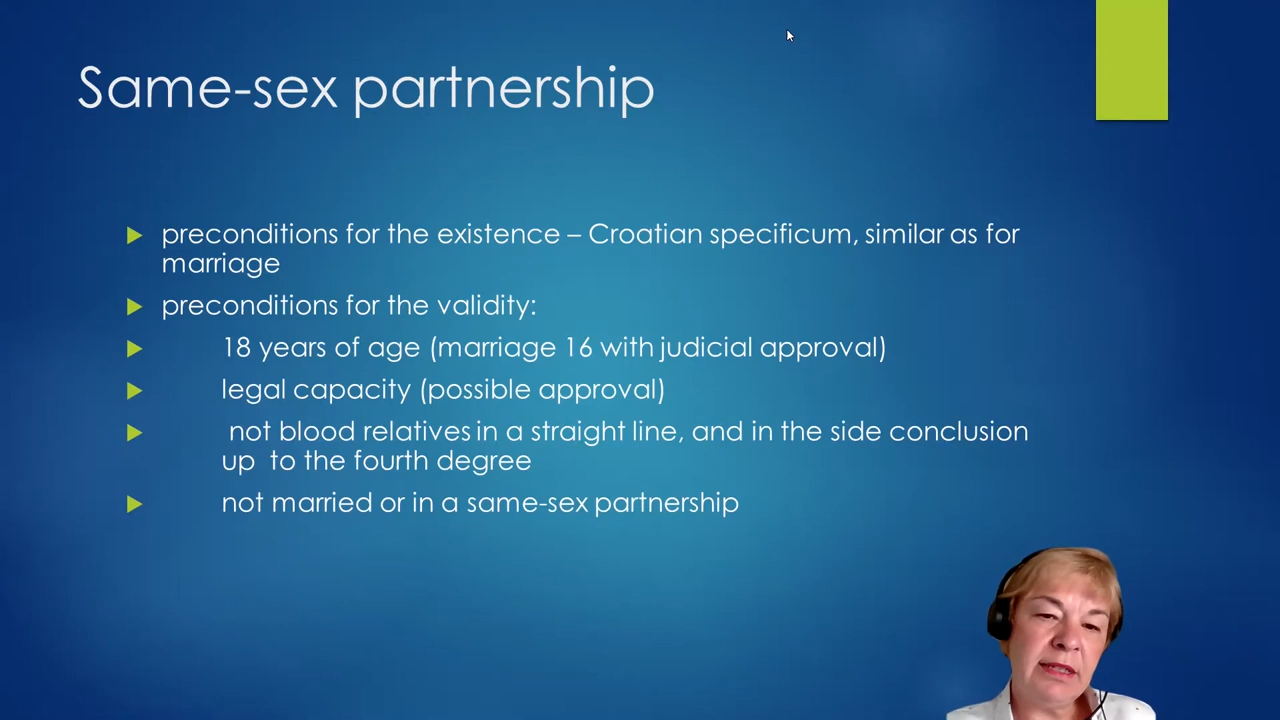 Same-sex partnership
preconditions for the existence – Croatian specificum, similar as for
marriage
preconditions for the validity:
18 years of age (marriage 16 with judicial approval)
legal capacity (possible approval)
not blood relatives in a straight line, and in the side conclusion
up to the fourth degree
not married or in a same-sex partnership